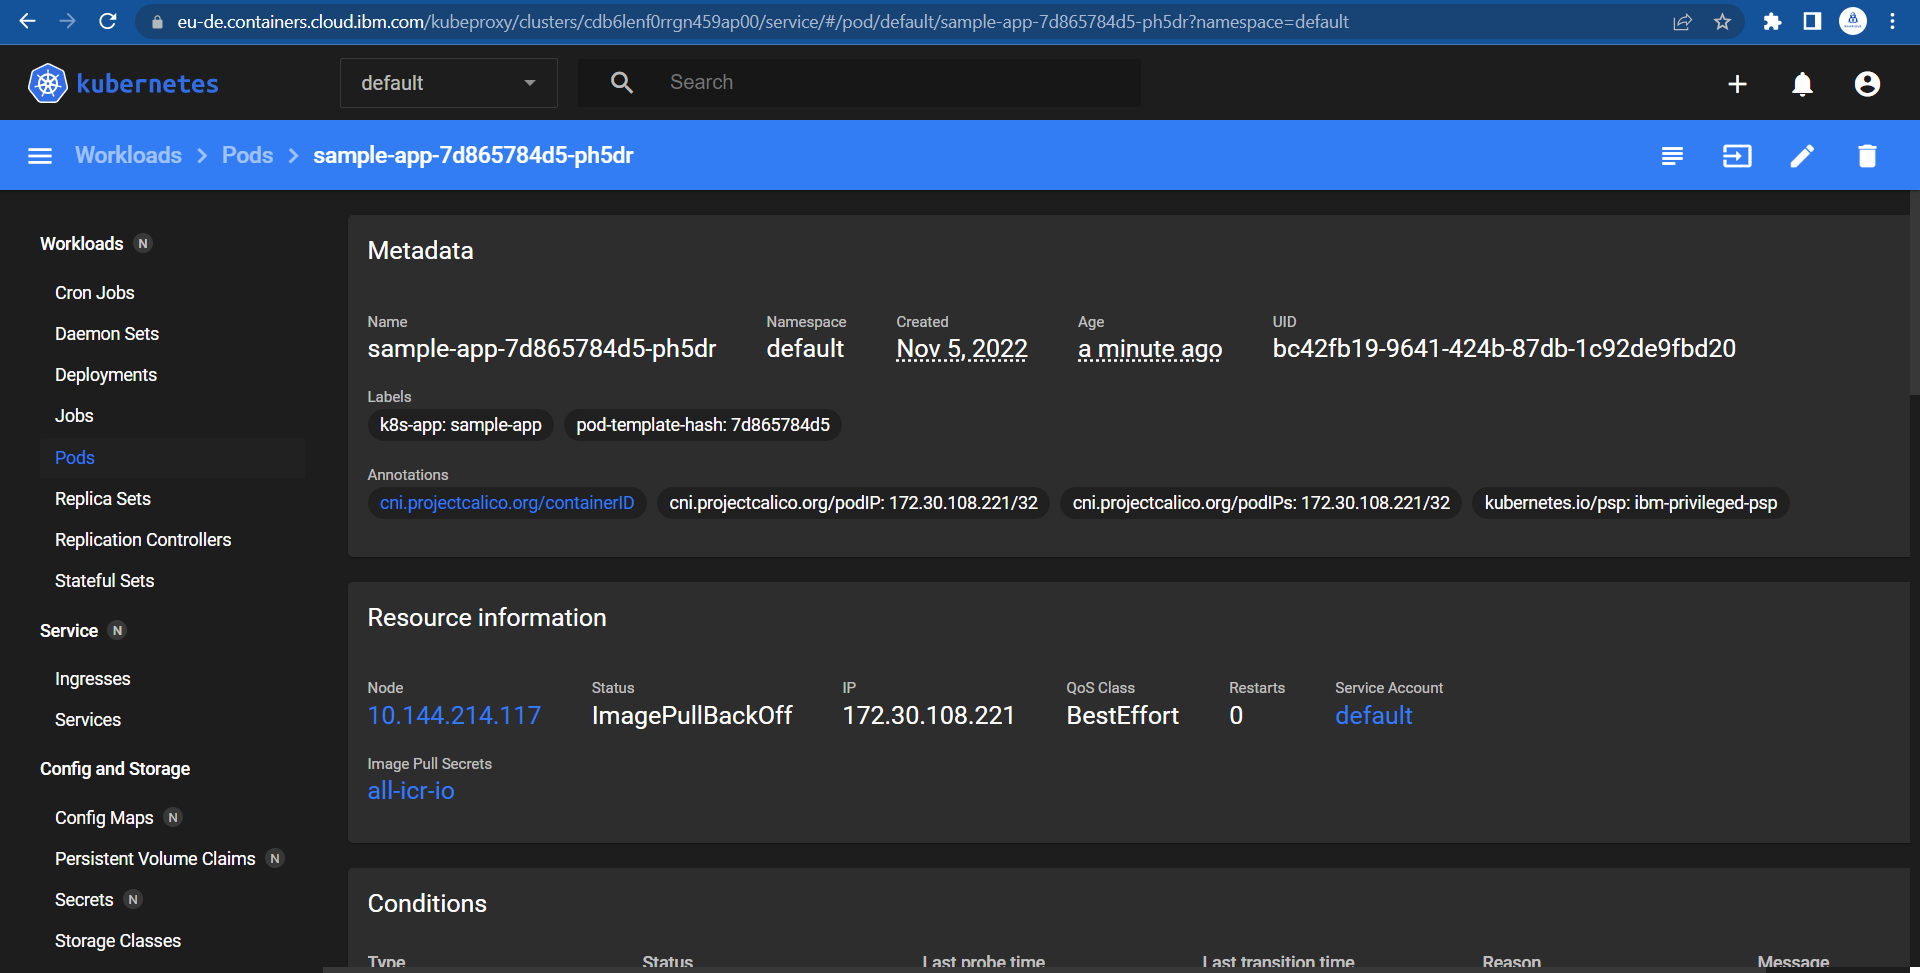 eu-de.containers.cloud.ibm.com/kubeproxy/clusters/cdb6lenf0rrgn459ap00/service/#/pod/default/sample-app-7d865784d5-ph5dr?namespace=default
kubernetes
default
Search
Workloads > Pods > sample-app-7d865784d5-ph5dr
Workloads N
Cron Jobs
Daemon Sets
Deployments
Jobs
Pods
Replica Sets
Replication Controllers
Stateful Sets
Service N
Ingresses
Services
Config and Storage
Config Maps N
Persistent Volume Claims N
Secrets N
Storage Classes
Metadata
Name Namespace Created Age UID
sample-app-7d865784d5-ph5dr default Nov 5, 2022 a minute ago bc42fb19-9641-424b-87db-1c92de9fbd20
Labels
k8s-app: sample-app pod-template-hash: 7d865784d5
Annotations
cni.projectcalico.org/containerID cni.projectcalico.org/podIP: 172.30.108.221/32 cni.projectcalico.org/podIPs: 172.30.108.221/32 kubernetes.io/psp: ibm-privileged-psp
Resource information
Node Status IP QoS Class Restarts Service Account
10.144.214.117 ImagePullBackOff 172.30.108.221 BestEffort 0 default
Image Pull Secrets
all-icr-io
Conditions
Type Status Last probe time Last transition time Reason Message